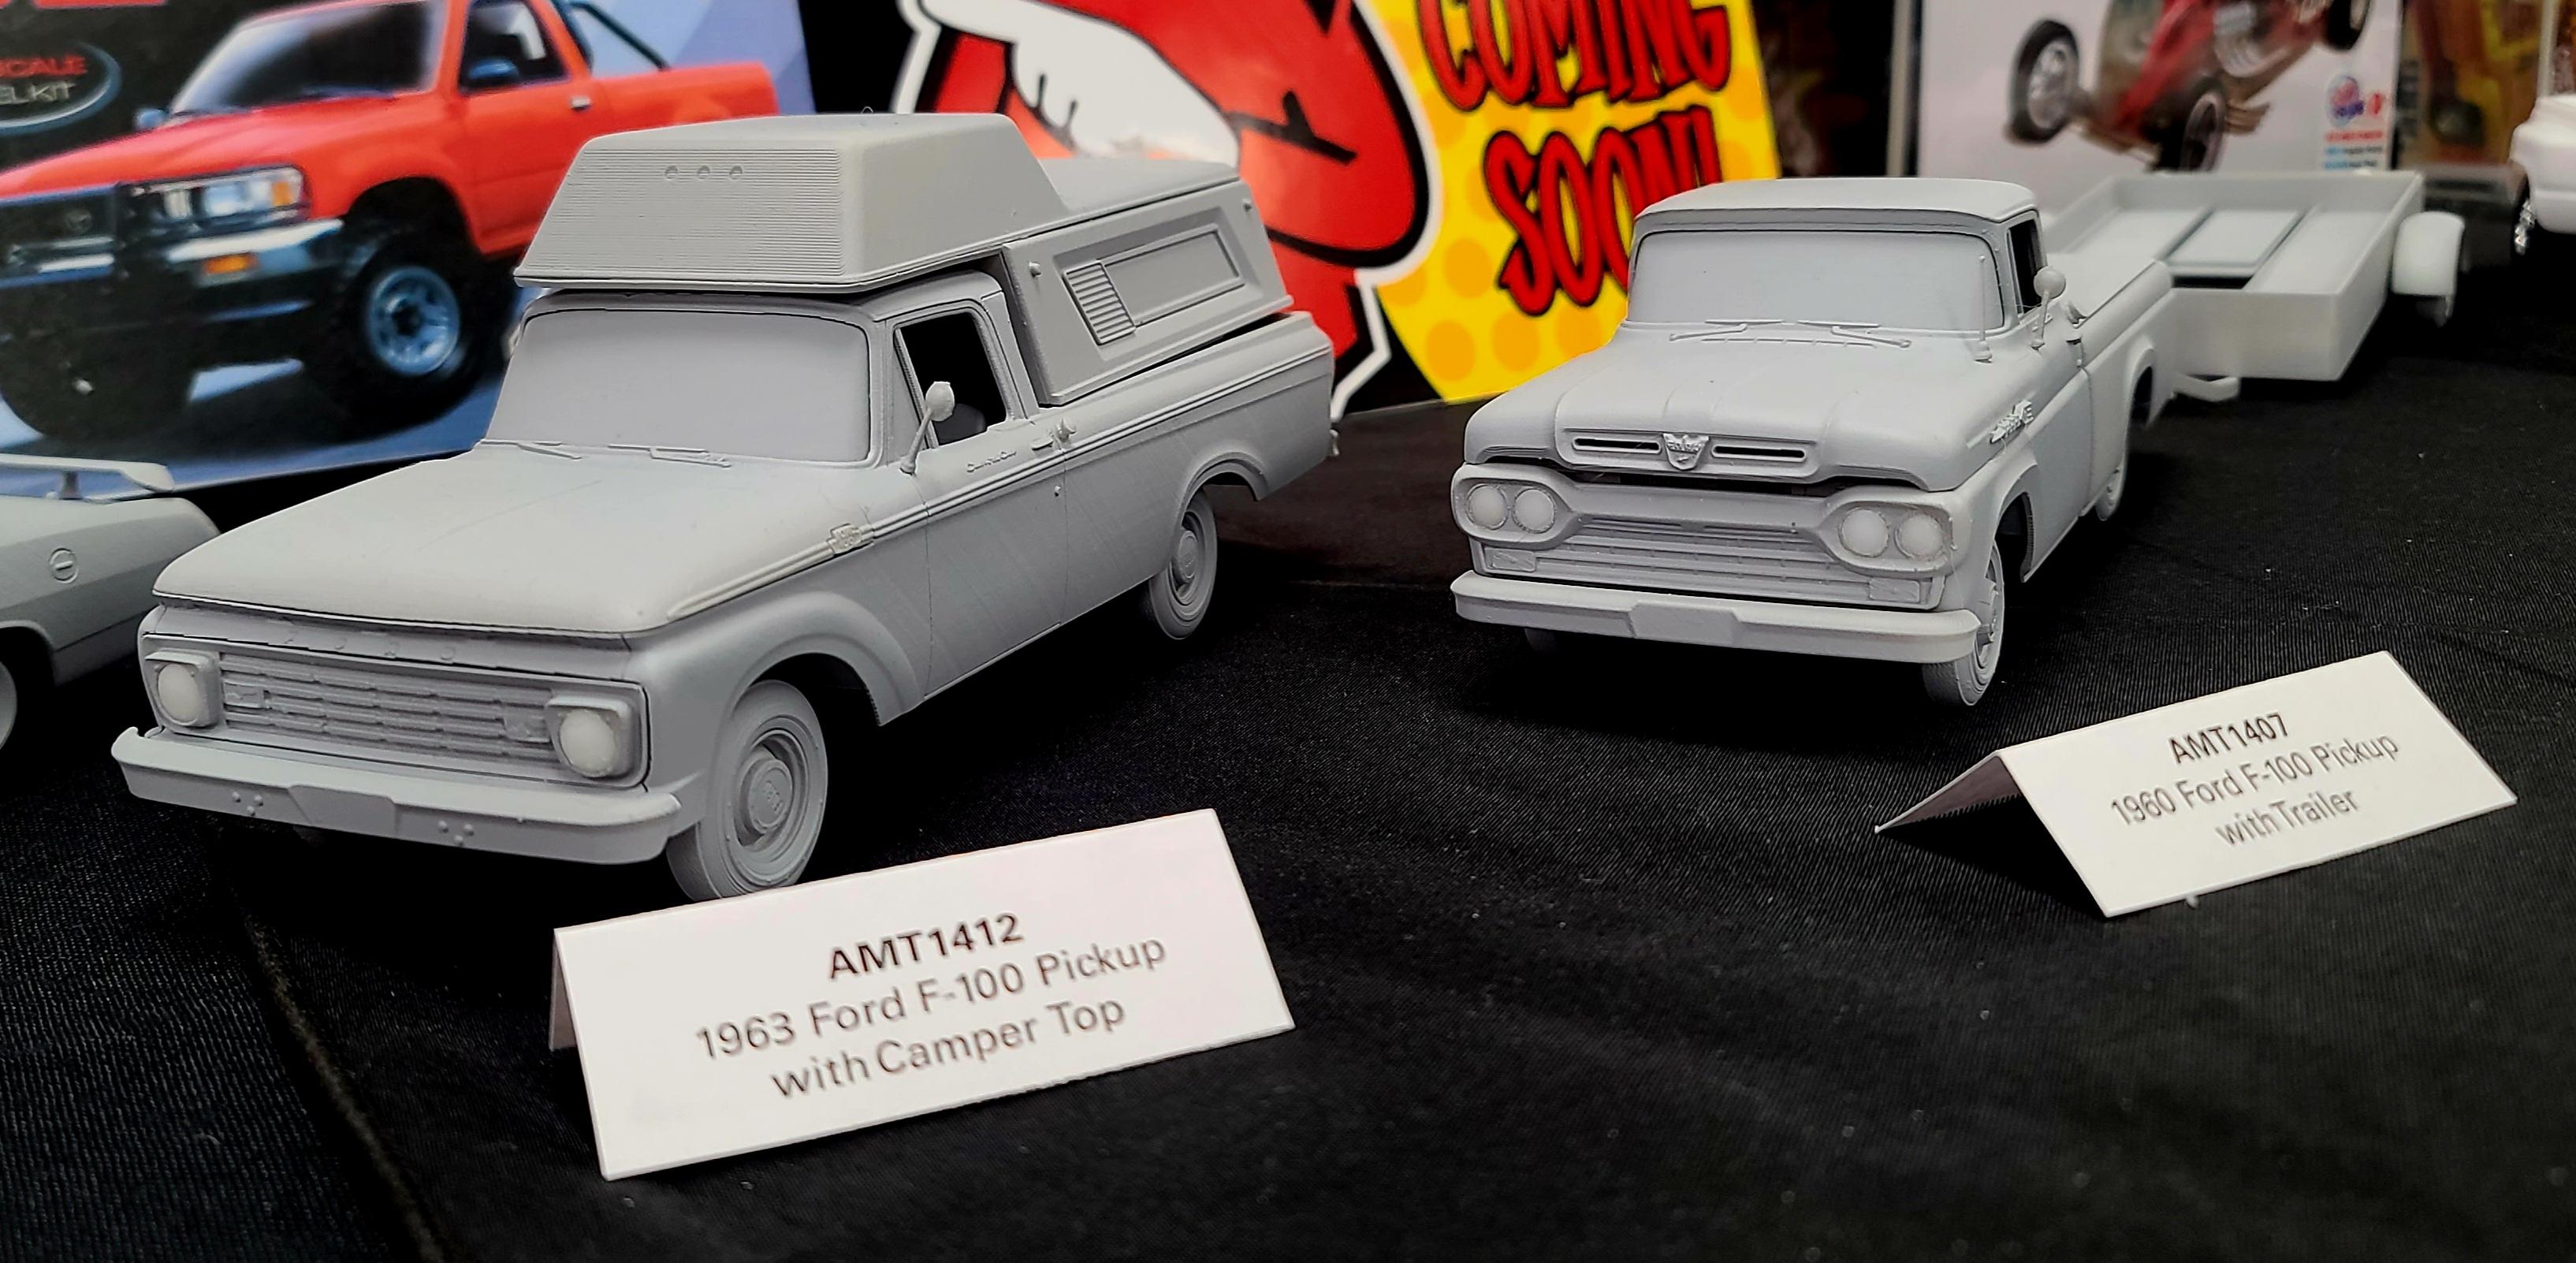 COMING
SOON!
AMT1412
1963 Ford F-100 Pickup
with Camper Top
AMT1407
1960 Ford F-100 Pickup
with Trailer